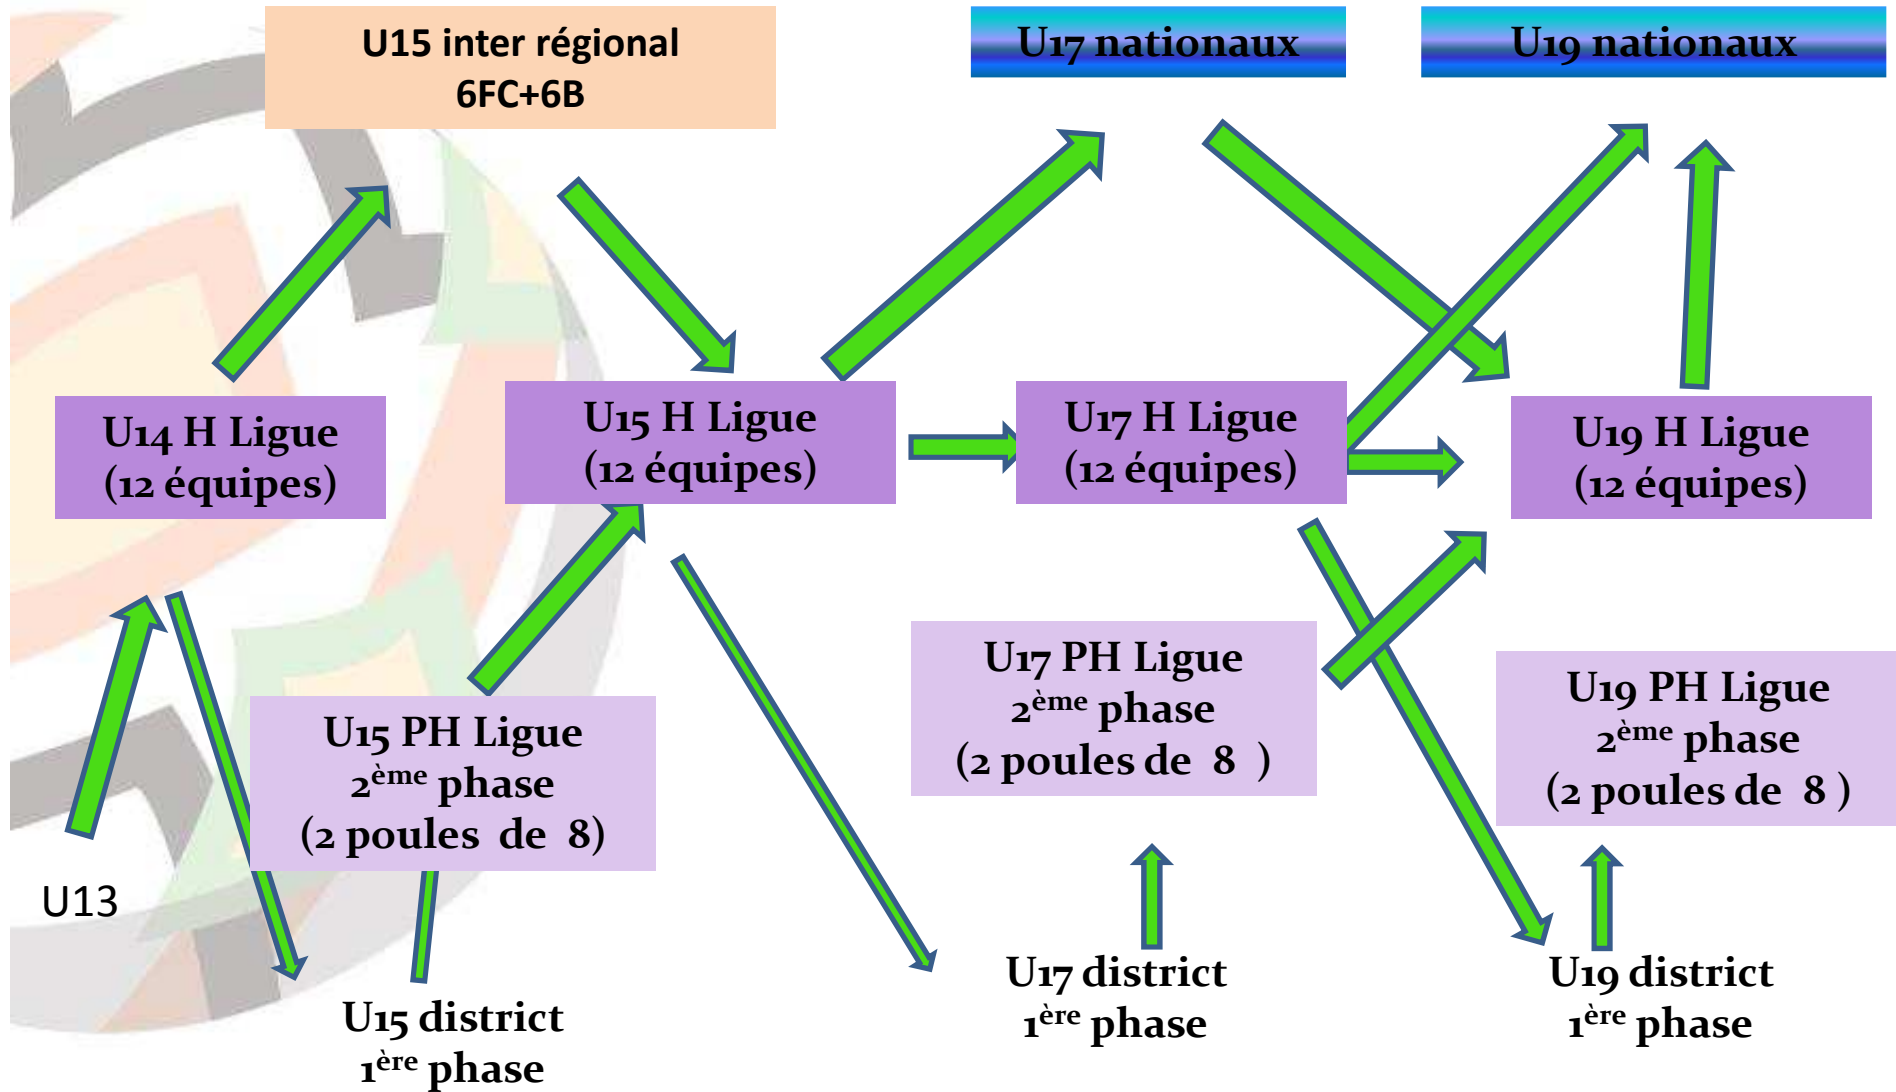 U15 inter régional
6FC+6B
U17 nationaux
U19 nationaux
U14 H Ligue
(12 équipes)
U15 H Ligue
(12 équipes)
U17 H Ligue
(12 équipes)
U19 H Ligue
(12 équipes)
U15 PH Ligue
2ème phase
(2 poules de 8)
U17 PH Ligue
2ème phase
(2 poules de 8 )
U19 PH Ligue
2ème phase
(2 poules de 8 )
U13
U15 district
1ère phase
U17 district
1ère phase
U19 district
1ère phase